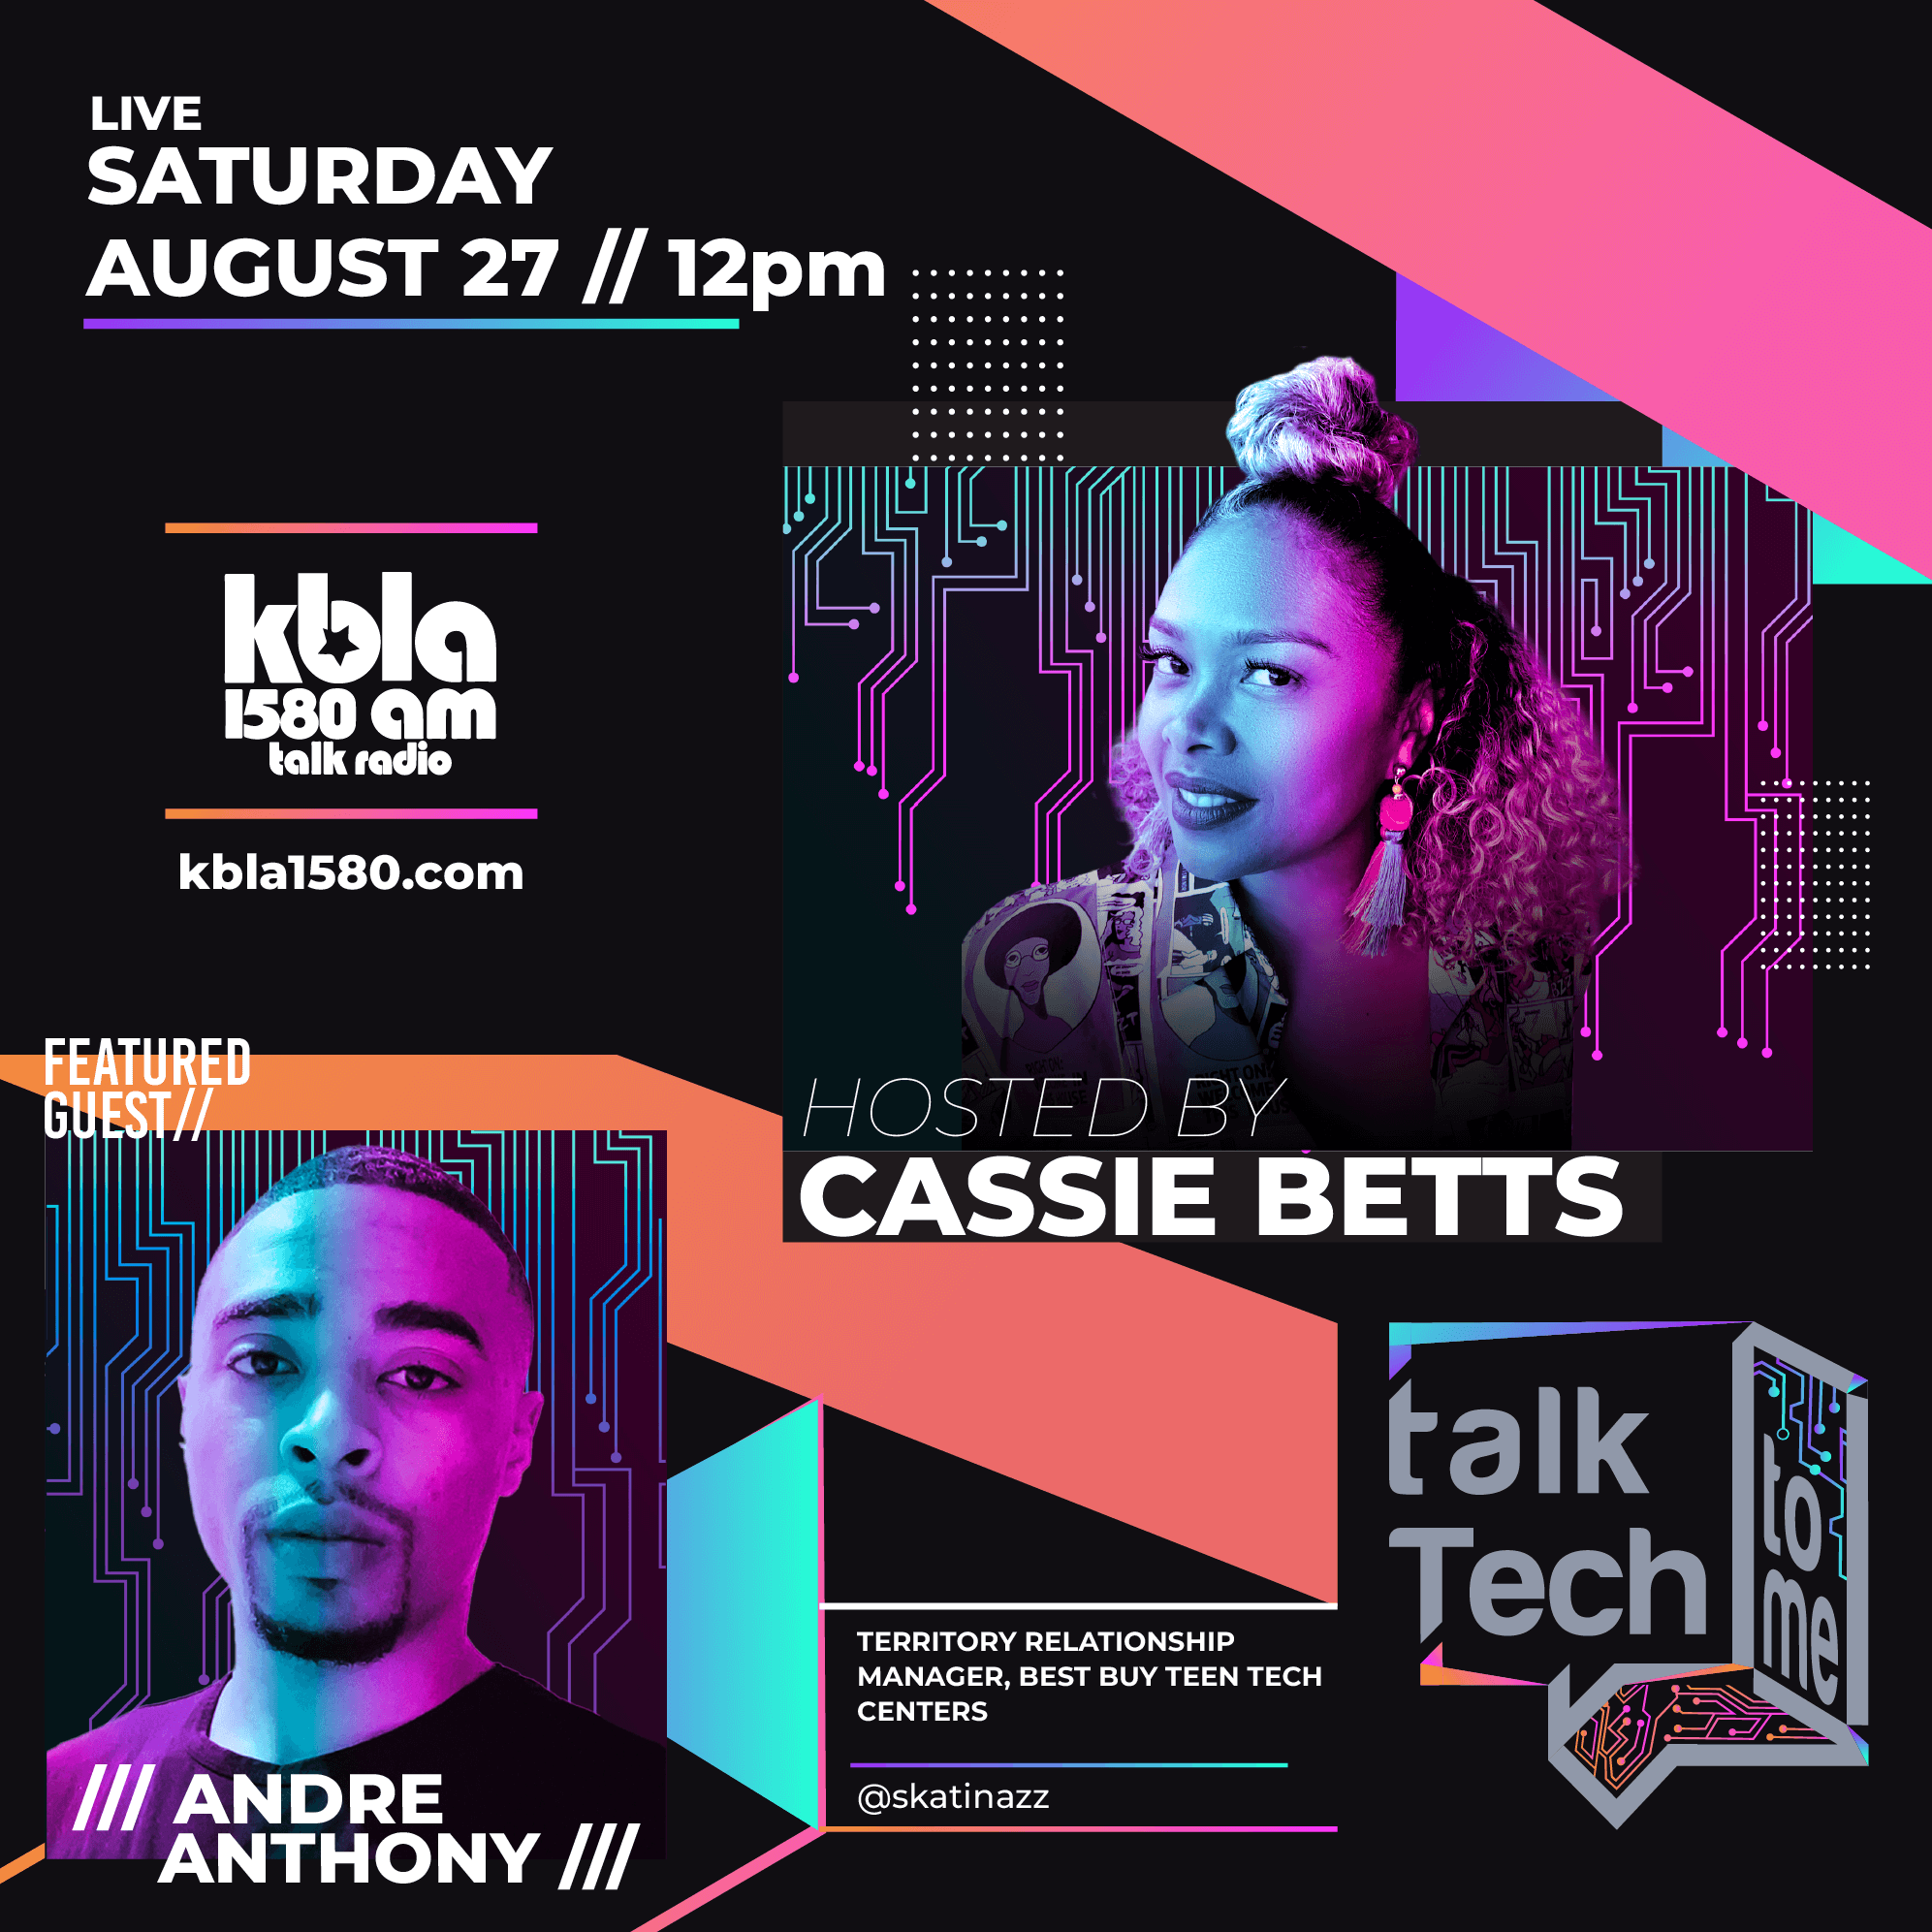 LIVE
SATURDAY
AUGUST 27 // 12pm
kbla
1580 am
talk radio
kbla1580.com
HOSTED BY
CASSIE BETTS
FEATURED
GUEST//
/// ANDRE
ANTHONY ///
TERRITORY RELATIONSHIP
MANAGER, BEST BUY TEEN TECH
CENTERS
@skatinazz
talk
Tech
to
me